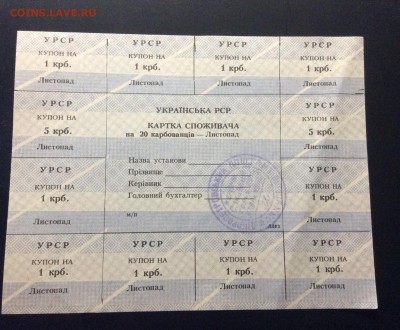 COINS.LAVE.RU
УРСР УРСР УРСР УРСР
КУПОН НА КУПОН НА КУПОН НА КУПОН НА
1 крб. 1 крб. 1 крб. 1 крб.
Листопад Листопад Листопад Листопад
УРСР
КУПОН НА
5 крб.
Листопад
УКРАЇНСЬКА РСР
КАРТКА СПОЖИВАЧА
на 20 карбованців — Листопад
Назва установи
Прізвище
Керівник
Головний бухгалтер
м/п
УРСР
КУПОН НА
5 крб.
Листопад
УРСР
КУПОН НА
1 крб.
Листопад
УРСР
КУПОН НА
1 крб.
Листопад
УРСР УРСР УРСР УРСР
КУПОН НА КУПОН НА КУПОН НА КУПОН НА
1 крб. 1 крб. 1 крб. 1 крб.
Листопад Листопад Листопад Листопад